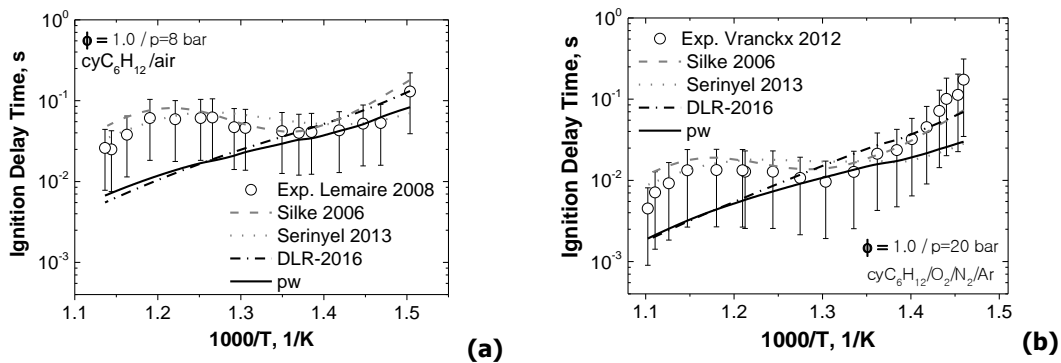 10⁰
10⁻¹
10⁻²
10⁻³
Ignition Delay Time, s
ϕ = 1.0 / p=8 bar
cyC₆H₁₂/air
Exp. Lemaire 2008
Silke 2006
Serinyel 2013
DLR-2016
pw
1.1 1.2 1.3 1.4 1.5
1000/T, 1/K
(a)
10⁰
10⁻¹
10⁻²
10⁻³
Ignition Delay Time, s
Exp. Vranckx 2012
Silke 2006
Serinyel 2013
DLR-2016
pw
ϕ = 1.0 / p=20 bar
cyC₆H₁₂/O₂/N₂/Ar
1.1 1.2 1.3 1.4 1.5
1000/T, 1/K
(b)